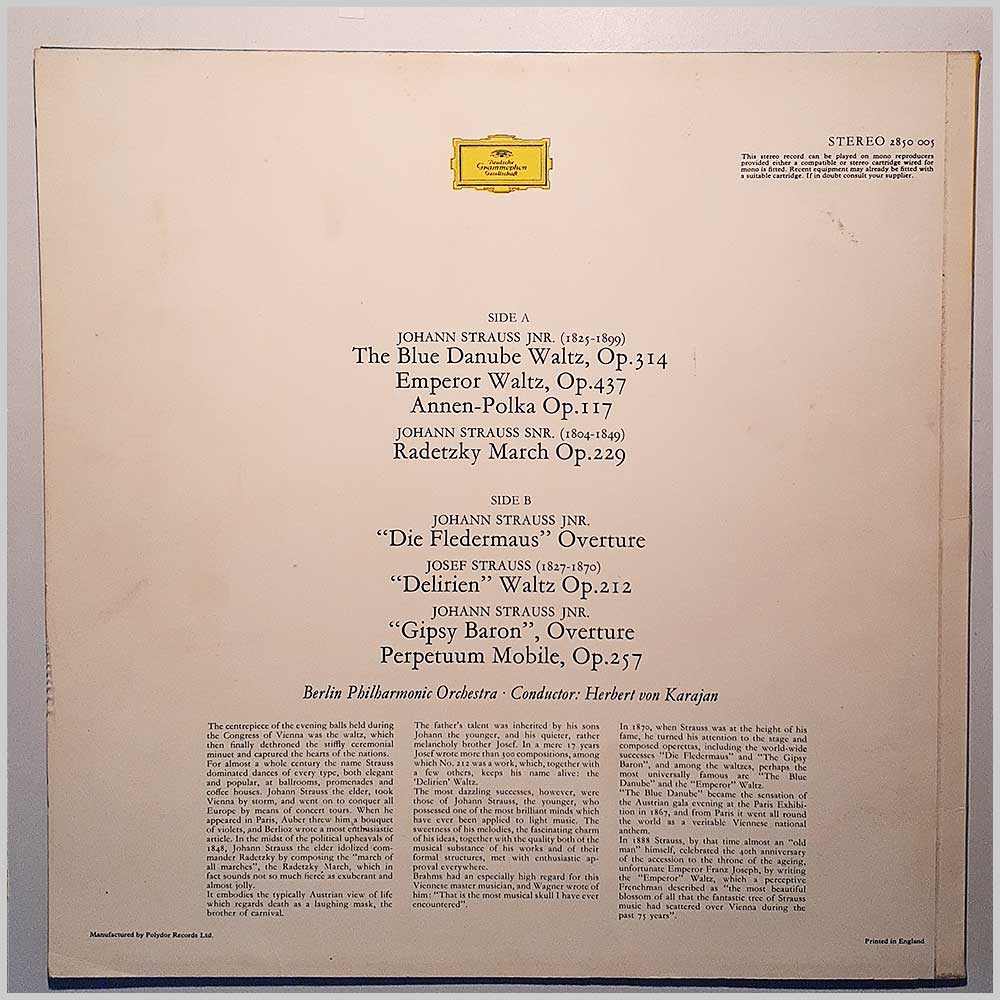 Deutsche
Grammophon
Gesellschaft
STEREO 2850 005
This stereo record can be played on mono reproducers
provided either a compatible or stereo cartridge wired for
mono is fitted. Recent equipment may already be fitted with
a suitable cartridge. If in doubt consult your supplier.
SIDE A
JOHANN STRAUSS JNR. (1825-1899)
The Blue Danube Waltz, Op.314
Emperor Waltz, Op.437
Annen-Polka Op.117
JOHANN STRAUSS SNR. (1804-1849)
Radetzky March Op.229
SIDE B
JOHANN STRAUSS JNR.
“Die Fledermaus” Overture
JOSEF STRAUSS (1827-1870)
“Delirien” Waltz Op.212
JOHANN STRAUSS JNR.
“Gipsy Baron”, Overture
Perpetuum Mobile, Op.257
Berlin Philharmonic Orchestra · Conductor: Herbert von Karajan
The centrepiece of the evening balls held during
the Congress of Vienna was the waltz, which
then finally dethroned the stiffly ceremonial
minuet and captured the hearts of the nations.
For almost a whole century the name Strauss
dominated dances of every type, both elegant
and popular, at ballrooms, promenades and
coffee houses. Johann Strauss the elder, took
Vienna by storm, and went on to conquer all
Europe by means of concert tours. When he
appeared in Paris, Auber threw him a bouquet
of violets, and Berlioz wrote a most enthusiastic
article. In the midst of the political upheavals of
1848, Johann Strauss the elder idolized com-
mander Radetzky by composing the “march of
all marches”, the Radetzky March, which in
fact sounds not so much fierce as exuberant and
almost jolly.
It embodies the typically Austrian view of life
which regards death as a laughing mask, the
brother of carnival.
The father's talent was inherited by his sons
Johann the younger, and his quieter, rather
melancholy brother Josef. In a mere 17 years
Josef wrote more than 300 compositions, among
which No. 212 was a work, which, together with
a few others, keeps his name alive: the
'Delirien' Waltz.
The most dazzling successes, however, were
those of Johann Strauss, the younger, who
possessed one of the most brilliant minds which
have ever been applied to light music. The
sweetness of his melodies, the fascinating charm
of his ideas, together with the quality both of the
musical substance of his works and of their
formal structures, met with enthusiastic ap-
proval everywhere.
Brahms had an especially high regard for this
Viennese master musician, and Wagner wrote of
him: “That is the most musical skull I have ever
encountered”.
In 1870, when Strauss was at the height of his
fame, he turned his attention to the stage and
composed operettas, including the world-wide
successes “Die Fledermaus” and “The Gipsy
Baron”, and among the waltzes, perhaps the
most universally famous are “The Blue
Danube” and the “Emperor” Waltz.
“The Blue Danube” became the sensation of
the Austrian gala evening at the Paris Exhibi-
tion in 1867, and from Paris it went all round
the world as a veritable Viennese national
anthem.
In 1888 Strauss, by that time almost an “old
man” himself, celebrated the 40th anniversary
of the accession to the throne of the ageing,
unfortunate Emperor Franz Joseph, by writing
the “Emperor” Waltz, which a perceptive
Frenchman described as “the most beautiful
blossom of all that the fantastic tree of Strauss
music had scattered over Vienna during the
past 75 years”.
Manufactured by Polydor Records Ltd.
Printed in England